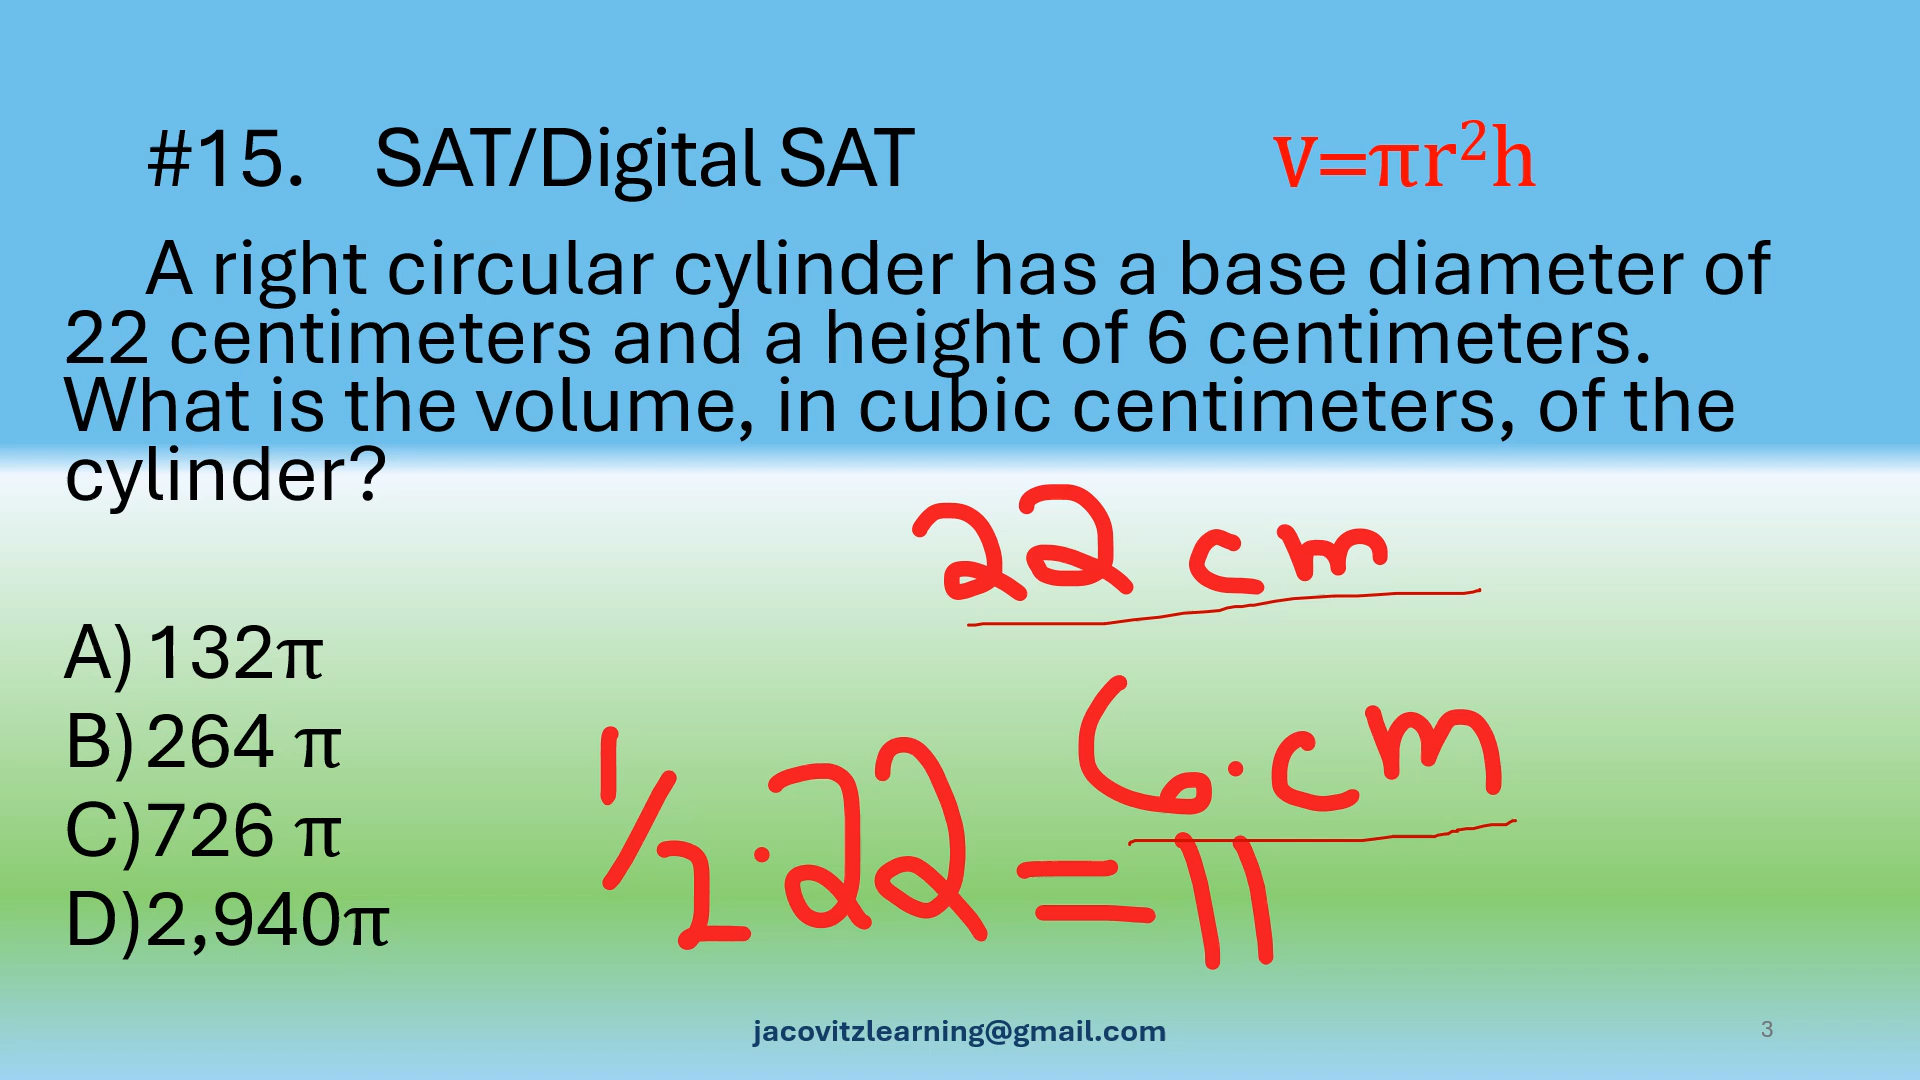 #15. SAT/Digital SAT V=πr²h
A right circular cylinder has a base diameter of
22 centimeters and a height of 6 centimeters.
What is the volume, in cubic centimeters, of the
cylinder?
22 cm
A) 132π
6 cm
B) 264 π
1/2 · 22 = 11
C) 726 π
D) 2,940π
jacovitzlearning@gmail.com 3